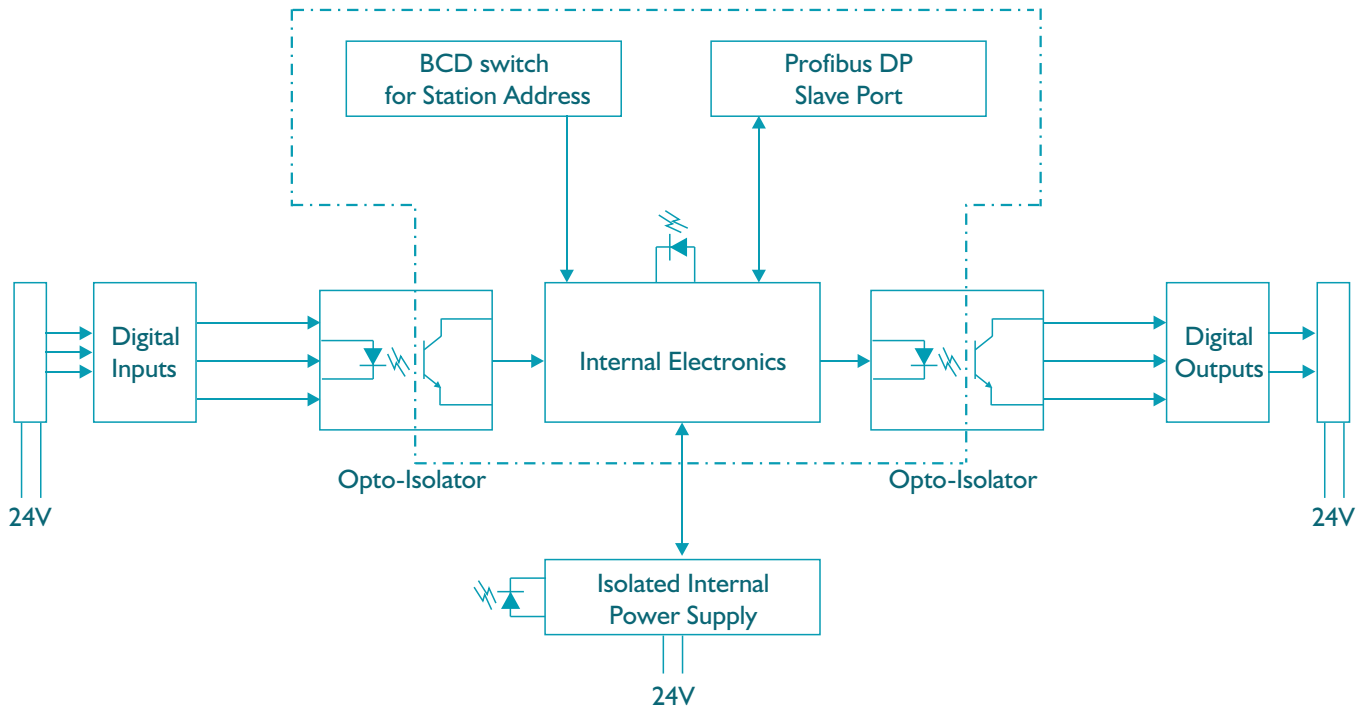 BCD switch
for Station Address
Profibus DP
Slave Port
Digital
Inputs
Internal Electronics
Digital
Outputs
Opto-Isolator
Opto-Isolator
24V
24V
Isolated Internal
Power Supply
24V